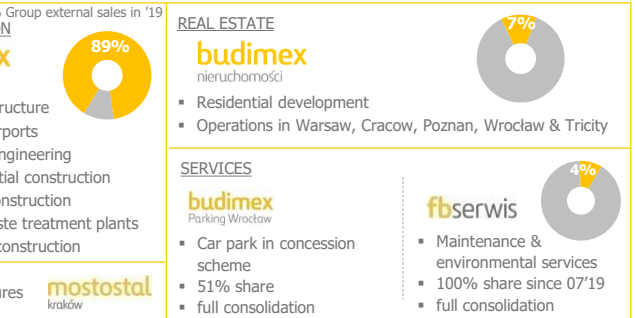 Group external sales in '19
89%
ructure
rports
ngineering
tial construction
onstruction
ste treatment plants
construction
ures
mostostal
kraków
REAL ESTATE
7%
budimex
nieruchomości
▪ Residential development
▪ Operations in Warsaw, Cracow, Poznan, Wrocław & Tricity
SERVICES
budimex
Parking Wrocław
▪ Car park in concession
scheme
▪ 51% share
▪ full consolidation
4%
fbserwis
▪ Maintenance &
environmental services
▪ 100% share since 07'19
▪ full consolidation